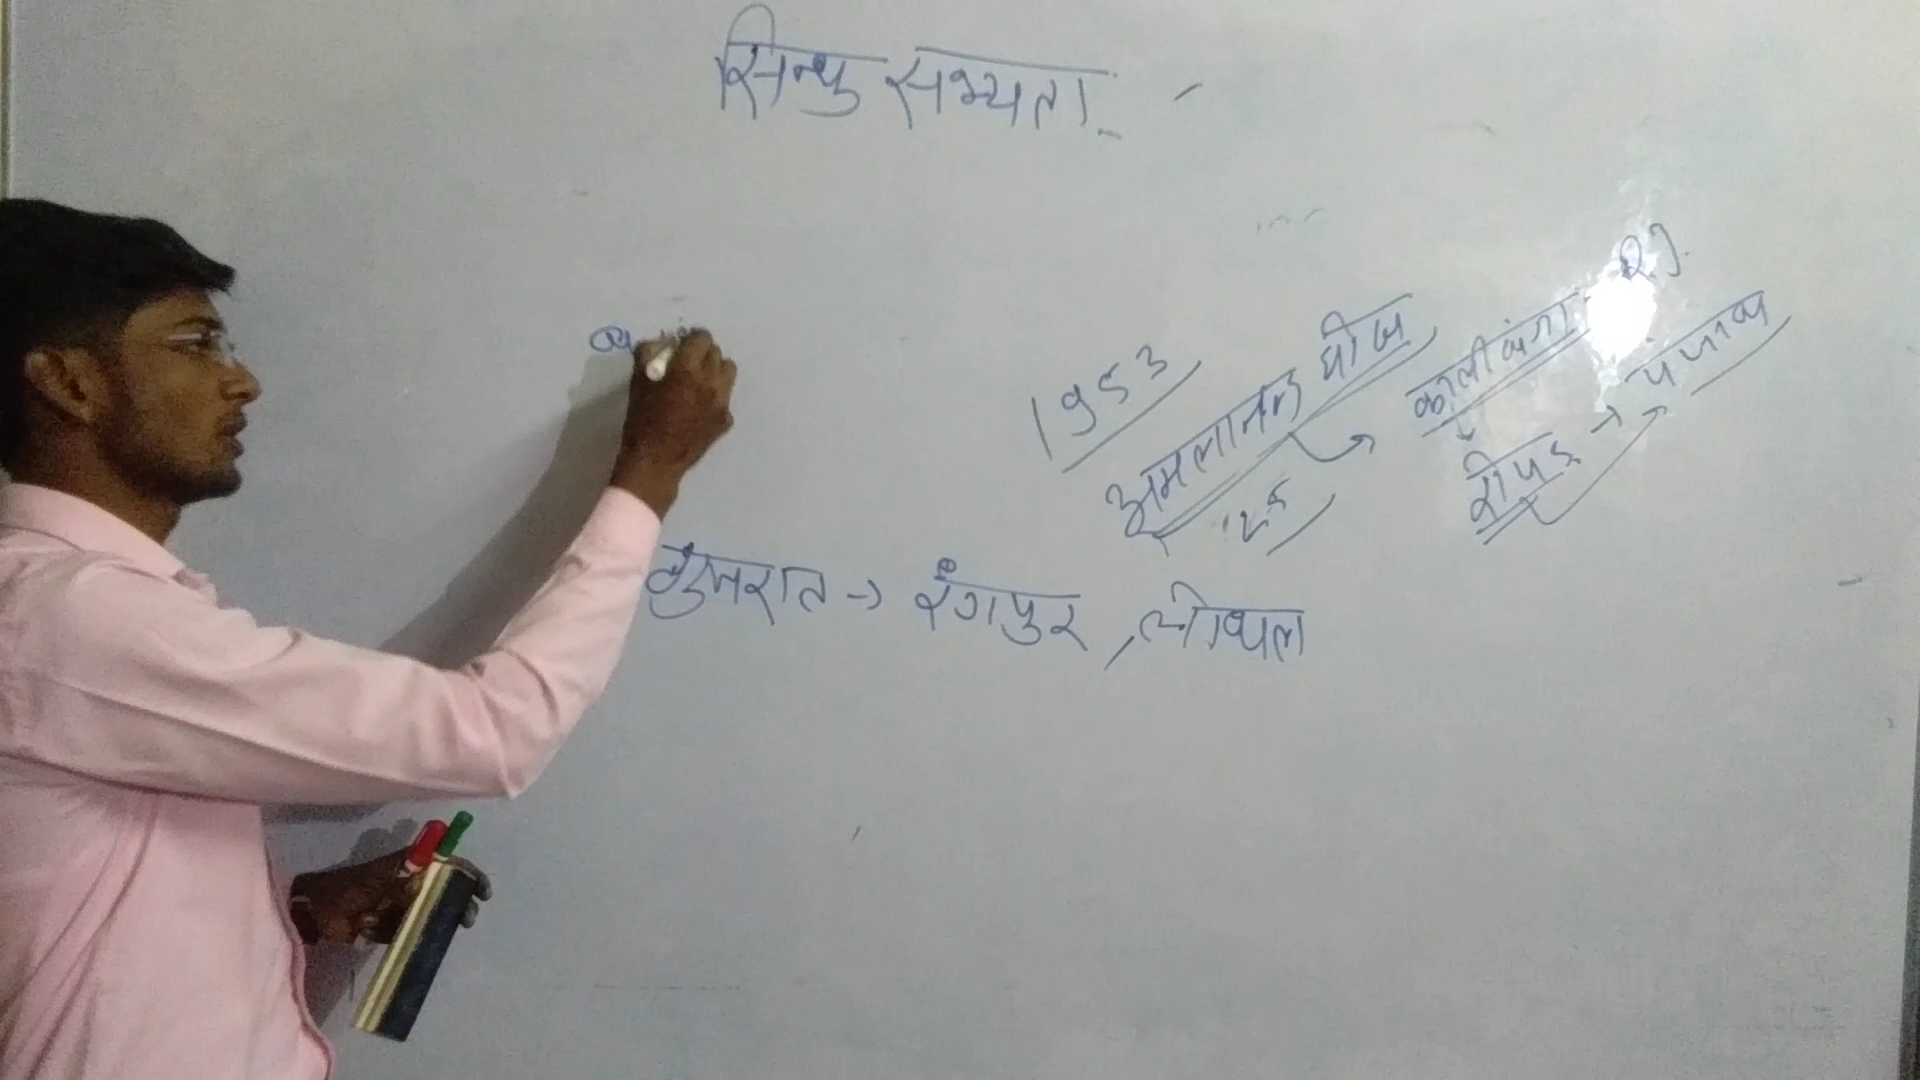 सिन्धु सभ्यता
1953
अमलानन्द घोष → कालीबंगा
रोपड़ → पंजाब
गुजरात → रंगपुर, लोथल